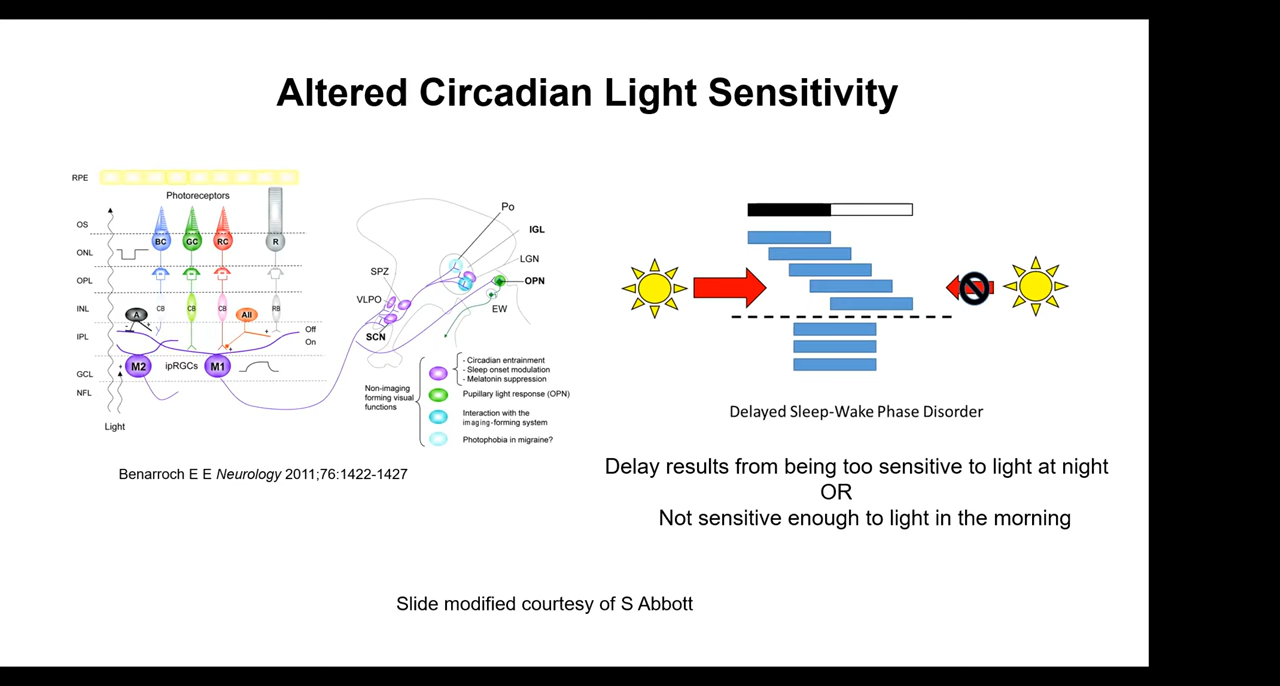 Altered Circadian Light Sensitivity
RPE
Photoreceptors
OS
BC
GC
RC
R
ONL
OPL
INL
A
CB
CB
CB
AII
RB
IPL
Off
On
M2
ipRGCs
M1
GCL
NFL
Light
Po
IGL
LGN
SPZ
OPN
VLPO
EW
SCN
- Circadian entrainment
- Sleep onset modulation
- Melatonin suppression
Non-imaging
forming visual
functions
Pupillary light response (OPN)
Interaction with the
imaging-forming system
Photophobia in migraine?
Benarroch E E Neurology 2011;76:1422-1427
Delayed Sleep-Wake Phase Disorder
Delay results from being too sensitive to light at night
OR
Not sensitive enough to light in the morning
Slide modified courtesy of S Abbott